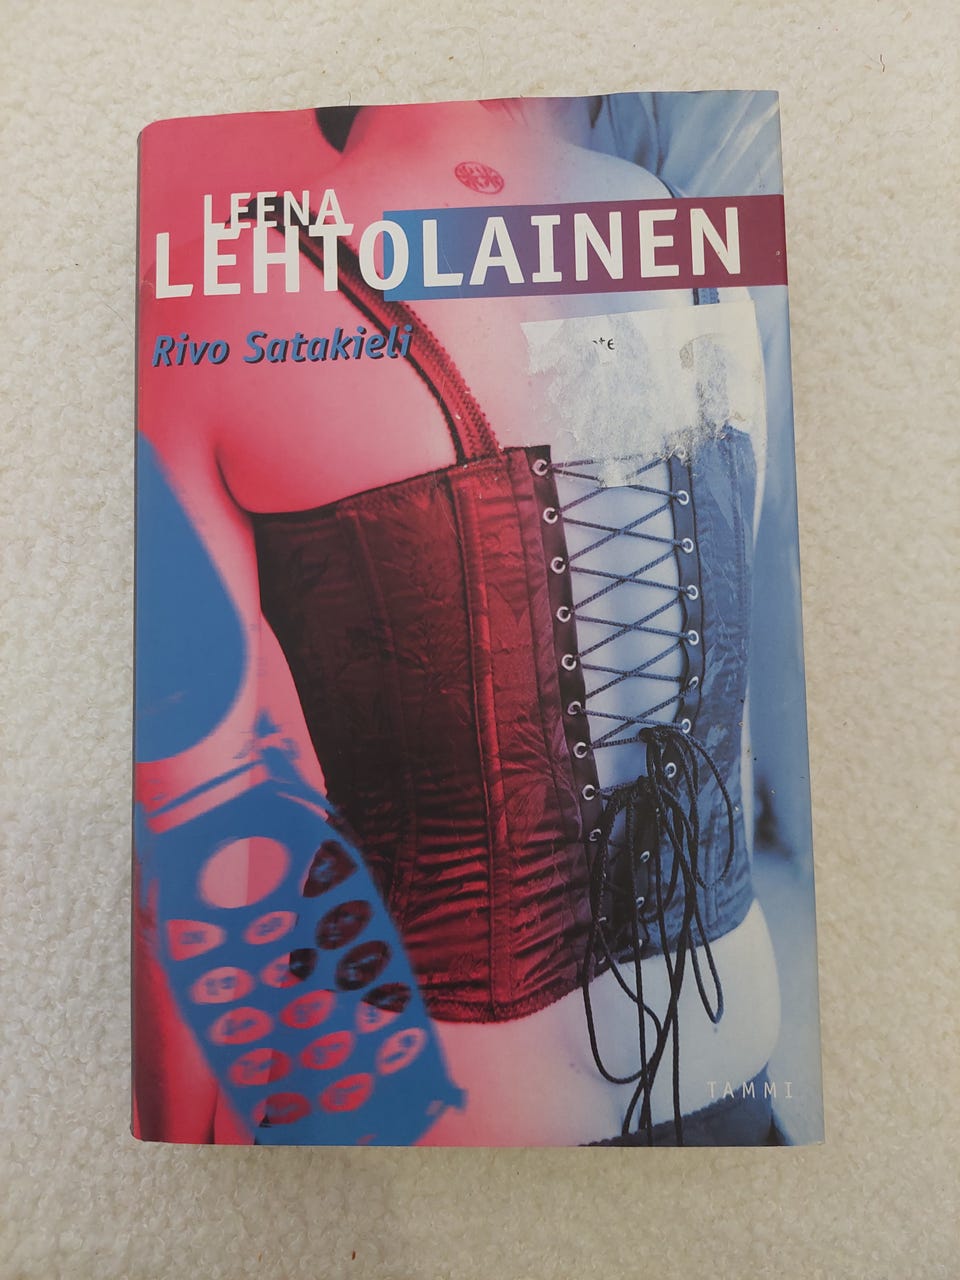 LEENA
LEHTOLAINEN
Rivo Satakieli
TAMMI